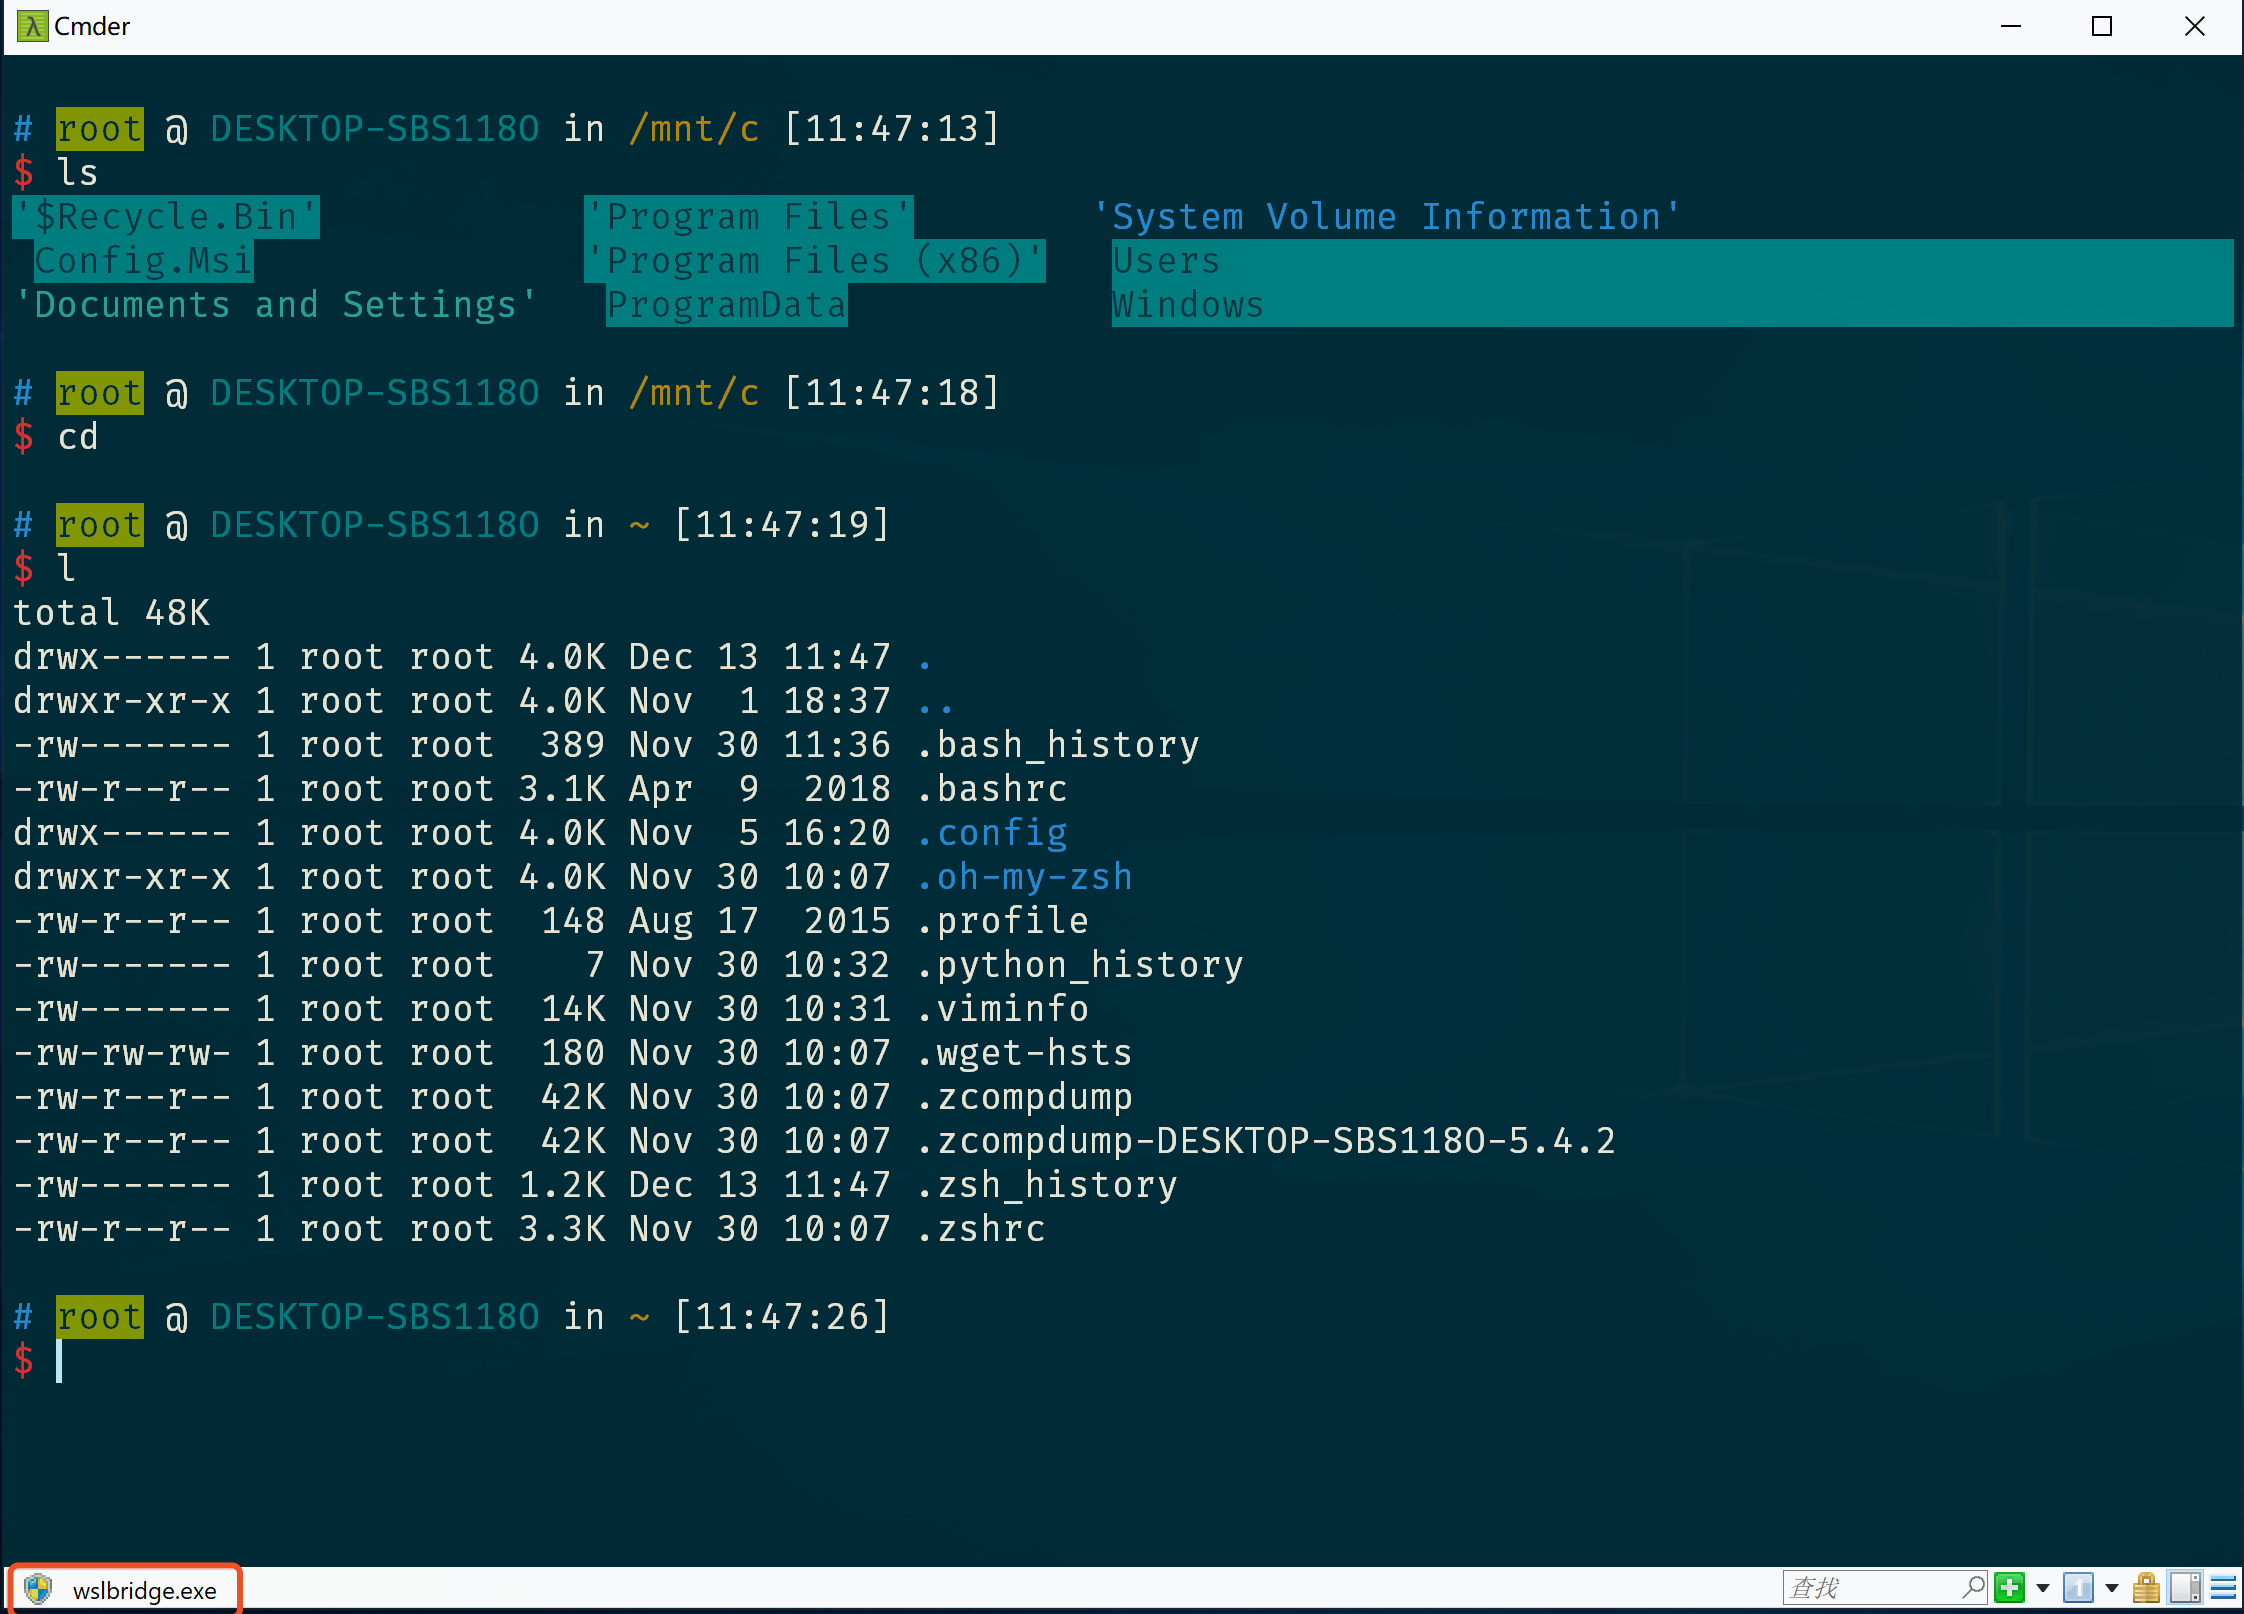 Cmder
# root @ DESKTOP-SBS118O in /mnt/c [11:47:13]
$ ls
'$Recycle.Bin' 'Program Files' 'System Volume Information'
Config.Msi 'Program Files (x86)' Users
'Documents and Settings' ProgramData Windows
# root @ DESKTOP-SBS118O in /mnt/c [11:47:18]
$ cd
# root @ DESKTOP-SBS118O in ~ [11:47:19]
$ l
total 48K
drwx------ 1 root root 4.0K Dec 13 11:47 .
drwxr-xr-x 1 root root 4.0K Nov  1 18:37 ..
-rw------- 1 root root  389 Nov 30 11:36 .bash_history
-rw-r--r-- 1 root root 3.1K Apr  9  2018 .bashrc
drwx------ 1 root root 4.0K Nov  5 16:20 .config
drwxr-xr-x 1 root root 4.0K Nov 30 10:07 .oh-my-zsh
-rw-r--r-- 1 root root  148 Aug 17  2015 .profile
-rw------- 1 root root    7 Nov 30 10:32 .python_history
-rw------- 1 root root  14K Nov 30 10:31 .viminfo
-rw-rw-rw- 1 root root  180 Nov 30 10:07 .wget-hsts
-rw-r--r-- 1 root root  42K Nov 30 10:07 .zcompdump
-rw-r--r-- 1 root root  42K Nov 30 10:07 .zcompdump-DESKTOP-SBS118O-5.4.2
-rw------- 1 root root 1.2K Dec 13 11:47 .zsh_history
-rw-r--r-- 1 root root 3.3K Nov 30 10:07 .zshrc
# root @ DESKTOP-SBS118O in ~ [11:47:26]
$
wslbridge.exe 查找 1